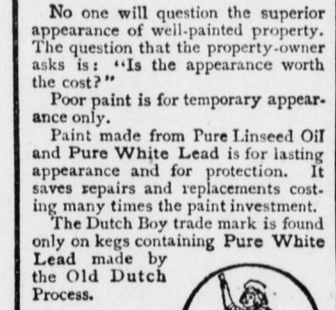 No one will question the superior
appearance of well-painted property.
The question that the property-owner
asks is: "Is the appearance worth
the cost?"
Poor paint is for temporary appear-
ance only.
Paint made from Pure Linseed Oil
and Pure White Lead is for lasting
appearance and for protection. It
saves repairs and replacements cost-
ing many times the paint investment.
The Dutch Boy trade mark is found
only on kegs containing Pure White
Lead made by
the Old Dutch
Process.